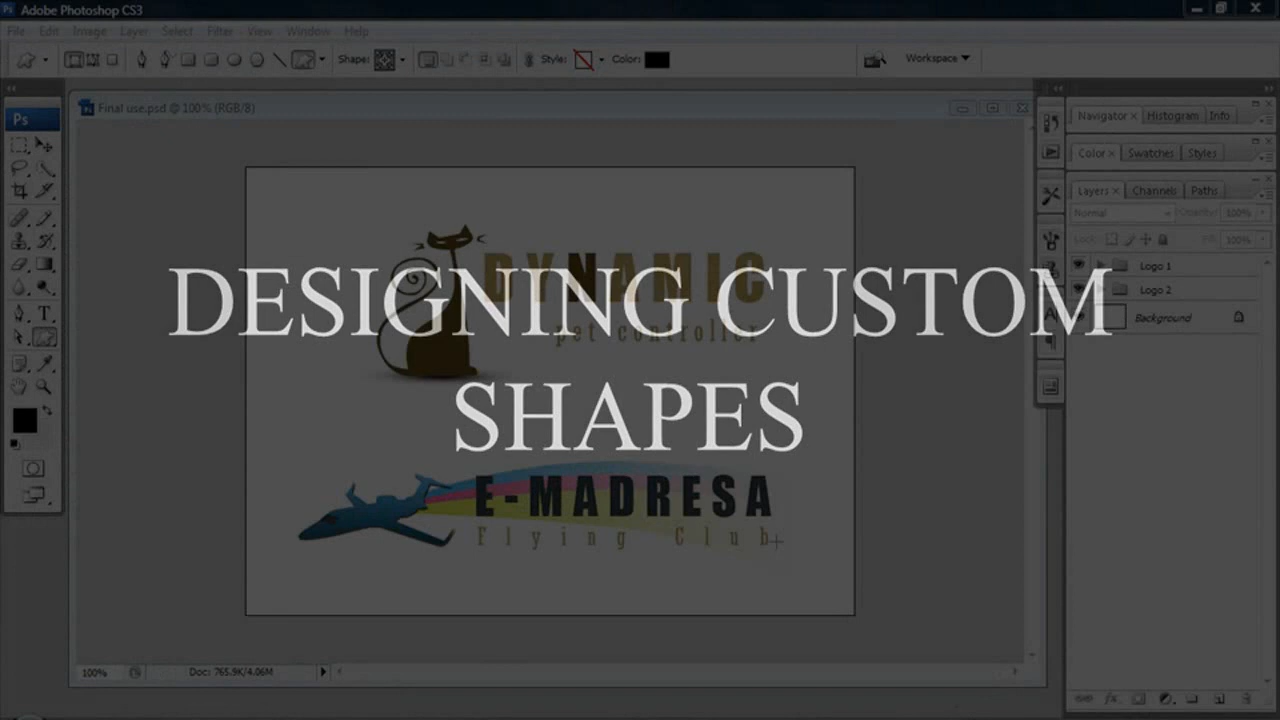 Adobe Photoshop CS3
File Edit Image Layer Select Filter View Window Help
Shape: Style: Color: Workspace
Final use.psd @ 100% (RGB/8)
Ps
Navigator × Histogram Info
Color × Swatches Styles
Layers × Channels Paths
Normal Opacity: 100%
Lock: Fill: 100%
Logo 1
Logo 2
Background
DYNAMIC
pet controller
DESIGNING CUSTOM
SHAPES
E-MADRESA
Flying Club
100% Doc: 765.9K/4.06M